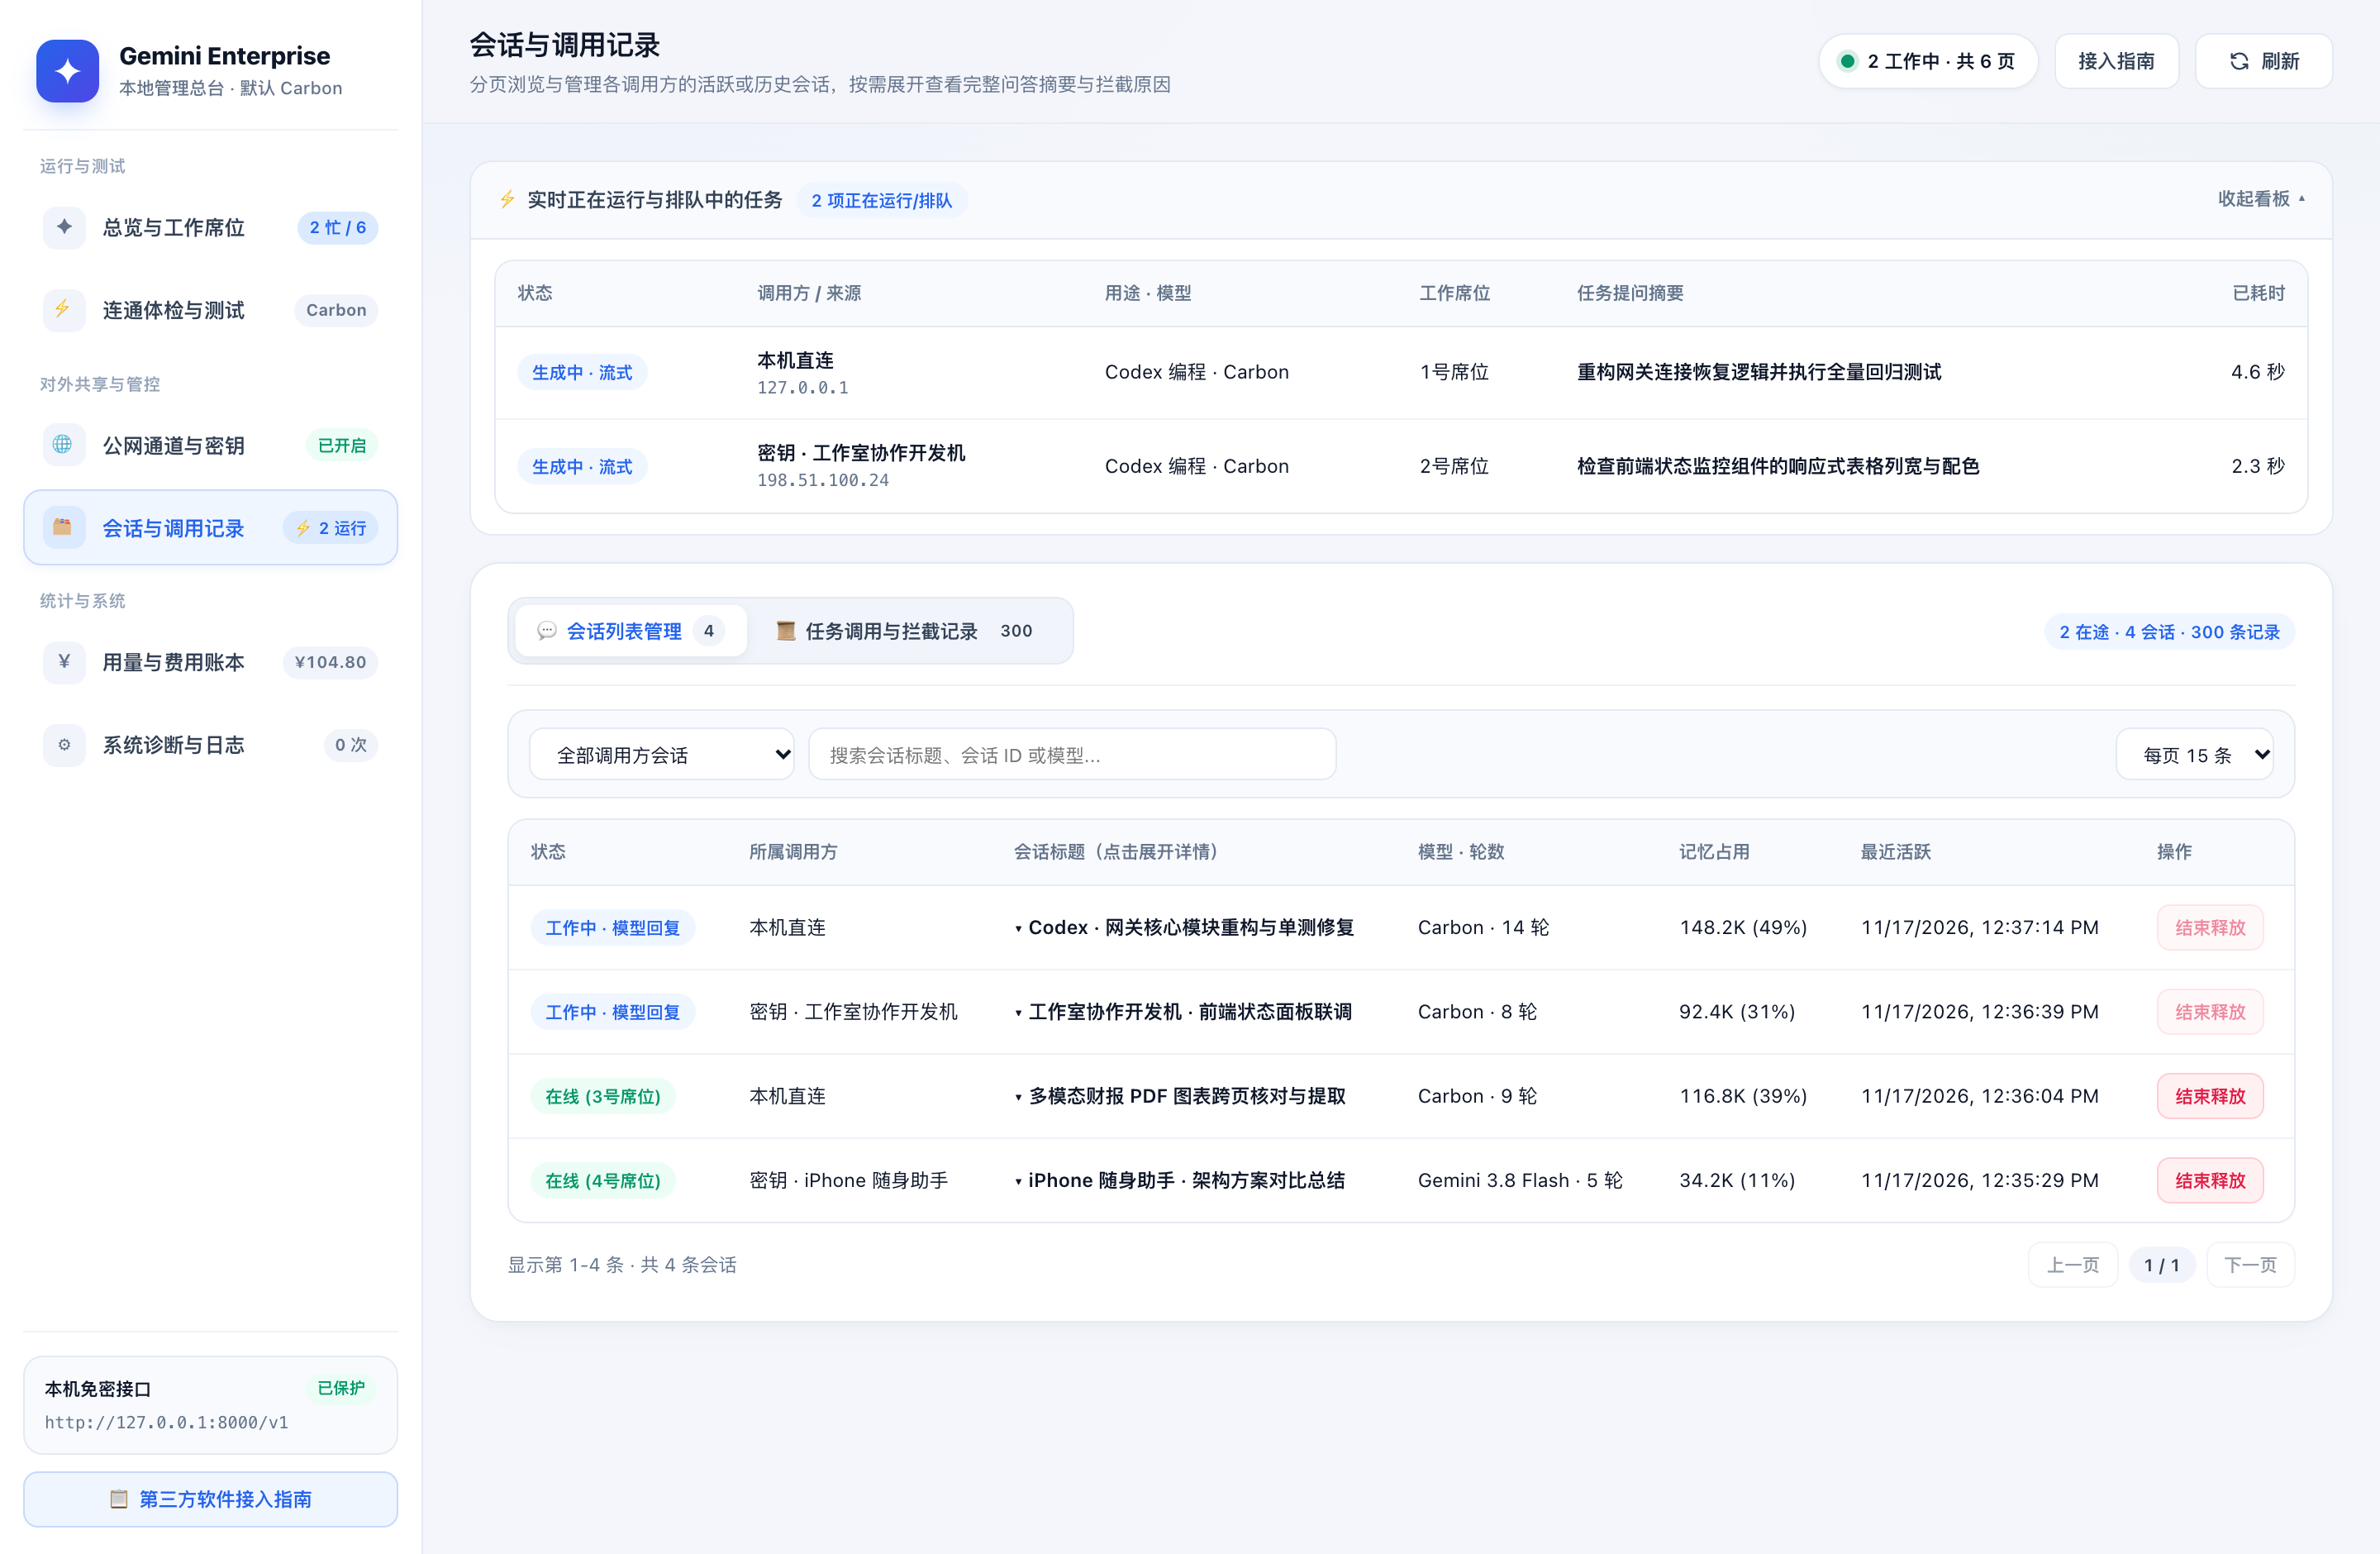 Gemini Enterprise
本地管理总台 · 默认 Carbon
运行与测试
总览与工作席位 2 忙 / 6
连通体检与测试 Carbon
对外共享与管控
公网通道与密钥 已开启
会话与调用记录 ⚡ 2 运行
统计与系统
¥ 用量与费用账本 ¥104.80
系统诊断与日志 0 次
本机免密接口 已保护
http://127.0.0.1:8000/v1
第三方软件接入指南
会话与调用记录
分页浏览与管理各调用方的活跃或历史会话，按需展开查看完整问答摘要与拦截原因
2 工作中 · 共 6 页 接入指南 刷新
⚡ 实时正在运行与排队中的任务 2 项正在运行/排队 收起看板 ▲
状态 调用方 / 来源 用途 · 模型 工作席位 任务提问摘要 已耗时
生成中 · 流式 本机直连 Codex 编程 · Carbon 1号席位 重构网关连接恢复逻辑并执行全量回归测试 4.6 秒
127.0.0.1
生成中 · 流式 密钥 · 工作室协作开发机 Codex 编程 · Carbon 2号席位 检查前端状态监控组件的响应式表格列宽与配色 2.3 秒
198.51.100.24
会话列表管理 4 任务调用与拦截记录 300 2 在途 · 4 会话 · 300 条记录
全部调用方会话 搜索会话标题、会话 ID 或模型... 每页 15 条
状态 所属调用方 会话标题（点击展开详情） 模型 · 轮数 记忆占用 最近活跃 操作
工作中 · 模型回复 本机直连 ▾ Codex · 网关核心模块重构与单测修复 Carbon · 14 轮 148.2K (49%) 11/17/2026, 12:37:14 PM 结束释放
工作中 · 模型回复 密钥 · 工作室协作开发机 ▾ 工作室协作开发机 · 前端状态面板联调 Carbon · 8 轮 92.4K (31%) 11/17/2026, 12:36:39 PM 结束释放
在线 (3号席位) 本机直连 ▾ 多模态财报 PDF 图表跨页核对与提取 Carbon · 9 轮 116.8K (39%) 11/17/2026, 12:36:04 PM 结束释放
在线 (4号席位) 密钥 · iPhone 随身助手 ▾ iPhone 随身助手 · 架构方案对比总结 Gemini 3.8 Flash · 5 轮 34.2K (11%) 11/17/2026, 12:35:29 PM 结束释放
显示第 1-4 条 · 共 4 条会话 上一页 1 / 1 下一页